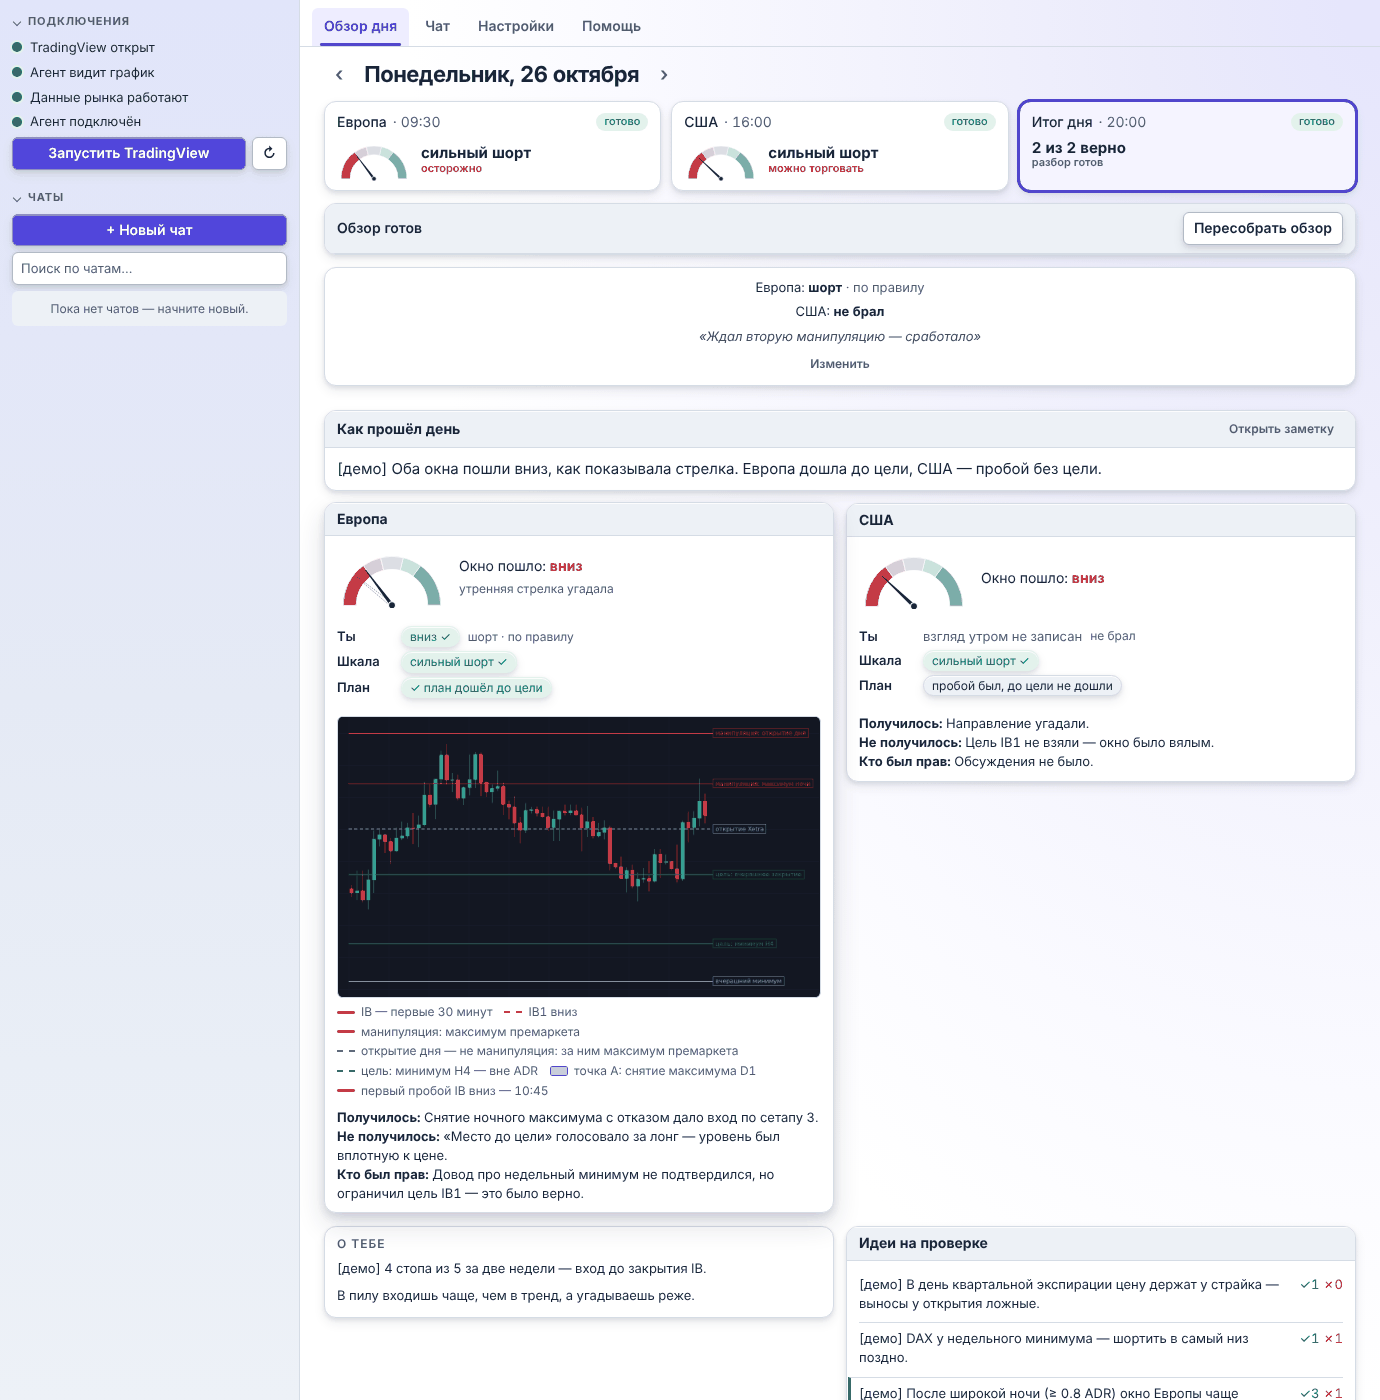 ПОДКЛЮЧЕНИЯ
TradingView открыт
Агент видит график
Данные рынка работают
Агент подключён
Запустить TradingView
ЧАТЫ
+ Новый чат
Поиск по чатам...
Пока нет чатов — начните новый.
Обзор дня Чат Настройки Помощь
‹ Понедельник, 26 октября ›
Европа · 09:30 ГОТОВО
сильный шорт
осторожно
США · 16:00 ГОТОВО
сильный шорт
можно торговать
Итог дня · 20:00 ГОТОВО
2 из 2 верно
разбор готов
Обзор готов Пересобрать обзор
Европа: шорт · по правилу
США: не брал
«Ждал вторую манипуляцию — сработало»
Изменить
Как прошёл день Открыть заметку
[демо] Оба окна пошли вниз, как показывала стрелка. Европа дошла до цели, США — пробой без цели.
Европа
Окно пошло: вниз
утренняя стрелка угадала
Ты вниз ✓ шорт · по правилу
Шкала сильный шорт ✓
План ✓ план дошёл до цели
манипуляция: открытие дня
открытие Xetra
цель: вчерашнее закрытие
цель: минимум H4
вчерашний минимум
IB — первые 30 минут IB1 вниз
манипуляция: максимум премаркета
открытие дня — не манипуляция: за ним максимум премаркета
цель: минимум H4 — вне ADR точка A: снятие максимума D1
первый пробой IB вниз — 10:45
Получилось: Снятие ночного максимума с отказом дало вход по сетапу 3.
Не получилось: «Место до цели» голосовало за лонг — уровень был
вплотную к цене.
Кто был прав: Довод про недельный минимум не подтвердился, но
ограничил цель IB1 — это было верно.
США
Окно пошло: вниз
Ты взгляд утром не записан не брал
Шкала сильный шорт ✓
План пробой был, до цели не дошли
Получилось: Направление угадали.
Не получилось: Цель IB1 не взяли — окно было вялым.
Кто был прав: Обсуждения не было.
О ТЕБЕ
[демо] 4 стопа из 5 за две недели — вход до закрытия IB.
В пилу входишь чаще, чем в тренд, а угадываешь реже.
Идеи на проверке
[демо] В день квартальной экспирации цену держат у страйка — ✓1 ×0
выносы у открытия ложные.
[демо] DAX у недельного минимума — шортить в самый низ ✓1 ×1
поздно.
[демо] После широкой ночи (≥ 0.8 ADR) окно Европы чаще ✓3 ×1